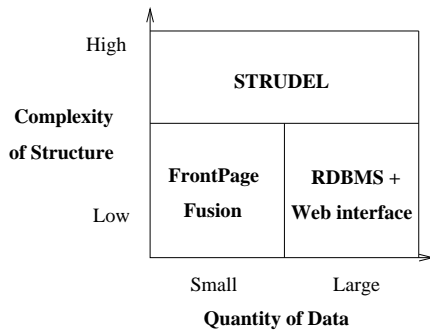 High
STRUDEL
Complexity
of Structure
FrontPage
Fusion
RDBMS +
Web interface
Low
Small
Large
Quantity of Data